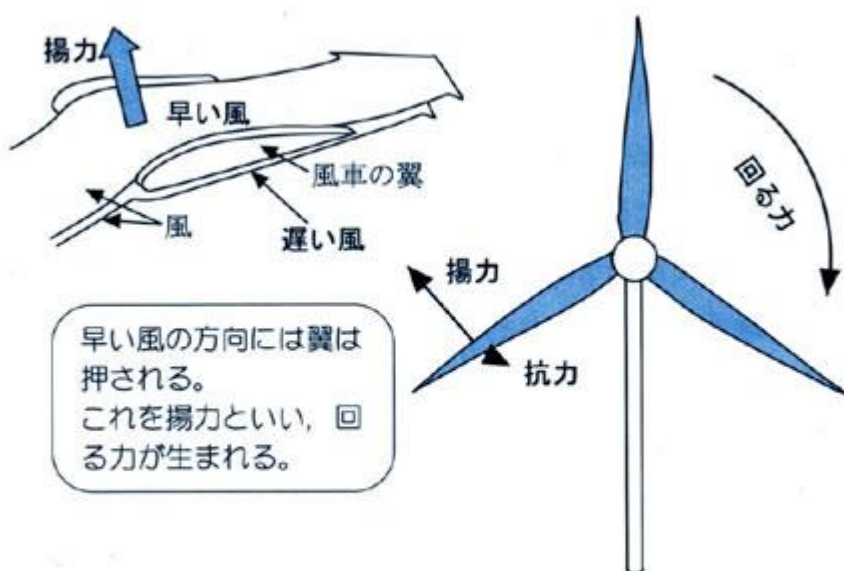 揚力
早い風
風車の翼
風
遅い風
早い風の方向には翼は
押される。
これを揚力といい，回
る力が生まれる。
回る力
揚力
抗力